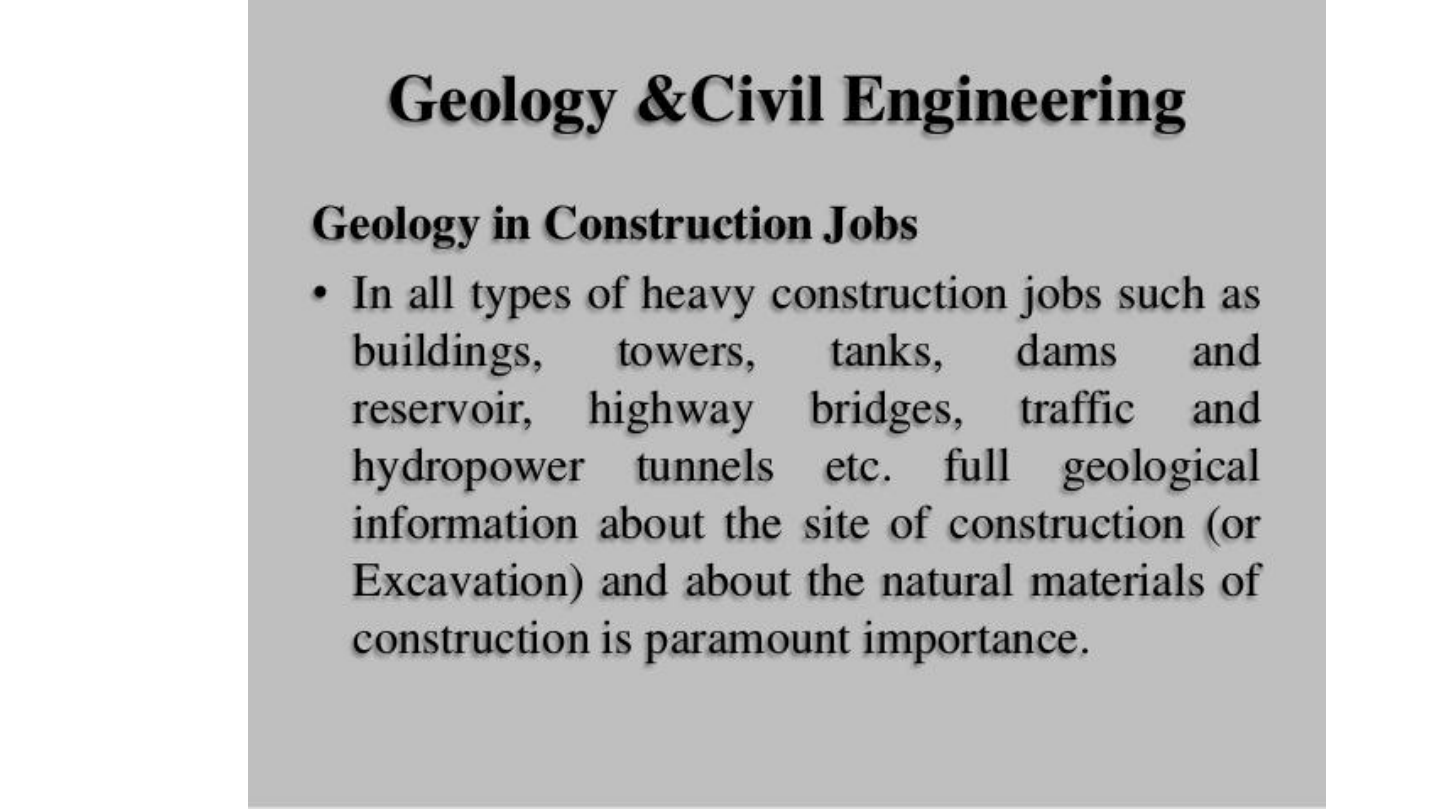 Geology &Civil Engineering
Geology in Construction Jobs
• In all types of heavy construction jobs such as
buildings, towers, tanks, dams and
reservoir, highway bridges, traffic and
hydropower tunnels etc. full geological
information about the site of construction (or
Excavation) and about the natural materials of
construction is paramount importance.